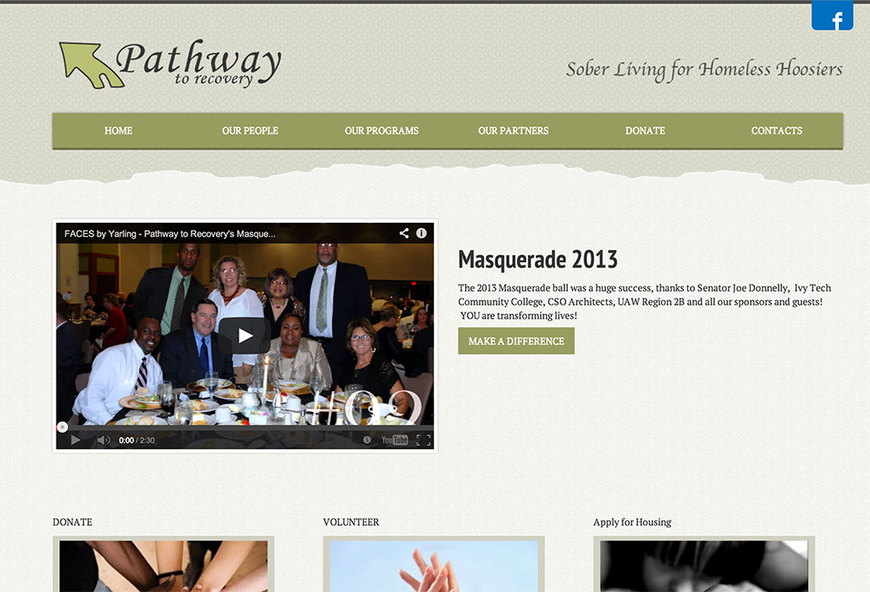 f
Pathway
to recovery
Sober Living for Homeless Hoosiers
HOME OUR PEOPLE OUR PROGRAMS OUR PARTNERS DONATE CONTACTS
FACES by Yarling - Pathway to Recovery's Masque...
Masquerade 2013
The 2013 Masquerade ball was a huge success, thanks to Senator Joe Donnelly, Ivy Tech
Community College, CSO Architects, UAW Region 2B and all our sponsors and guests!
YOU are transforming lives!
MAKE A DIFFERENCE
0:00 / 2:30
YouTube
DONATE VOLUNTEER Apply for Housing